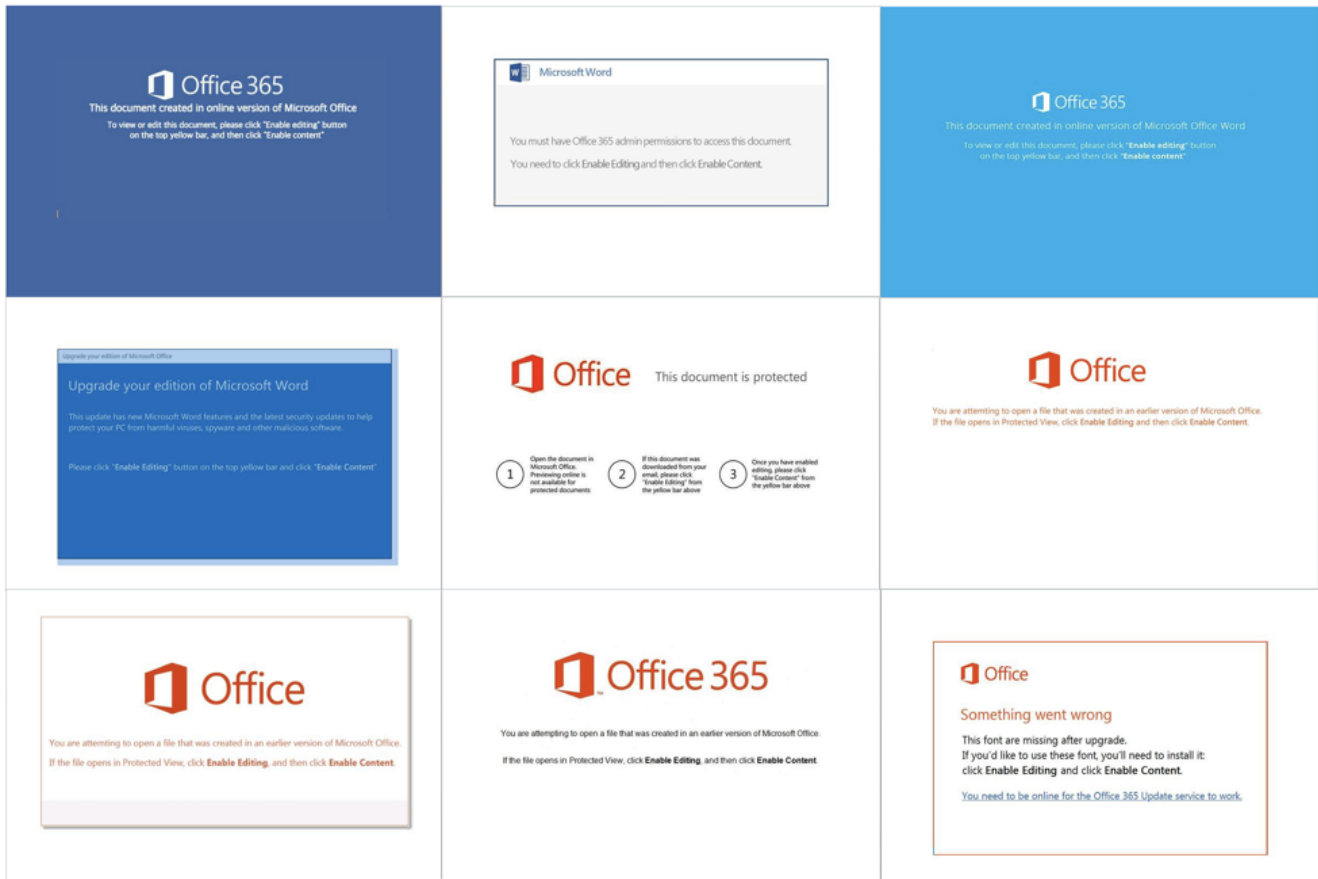 Office 365
This document created in online version of Microsoft Office
To view or edit this document, please click "Enable editing" button
on the top yellow bar, and then click "Enable content"
Microsoft Word
You must have Office 365 admin permissions to access this document.
You need to click Enable Editing and then click Enable Content.
Office 365
This document created in online version of Microsoft Office Word
To view or edit this document, please click "Enable editing" button
on the top yellow bar, and then click "Enable content"
Upgrade your edition of Microsoft Office
Upgrade your edition of Microsoft Word
This update has new Microsoft Word features and the latest security updates to help
protect your PC from harmful viruses, spyware and other malicious software.
Please click "Enable Editing" button on the top yellow bar and click "Enable Content"
Office
This document is protected
1
Open the document in
Microsoft Office.
Previewing online is
not available for
protected documents
2
If this document was
downloaded from your
email, please click
"Enable Editing" from
the yellow bar above
3
Once you have enabled
editing, please click
"Enable Content" from
the yellow bar above
Office
You are attemting to open a file that was created in an earlier version of Microsoft Office.
If the file opens in Protected View, click Enable Editing and then click Enable Content.
Office
You are attemting to open a file that was created in an earlier version of Microsoft Office.
If the file opens in Protected View, click Enable Editing, and then click Enable Content.
Office 365
You are attempting to open a file that was created in an earlier version of Microsoft Office.
If the file opens in Protected View, click Enable Editing, and then click Enable Content.
Office
Something went wrong
This font are missing after upgrade.
If you'd like to use these font, you'll need to install it:
click Enable Editing and click Enable Content.
You need to be online for the Office 365 Update service to work.